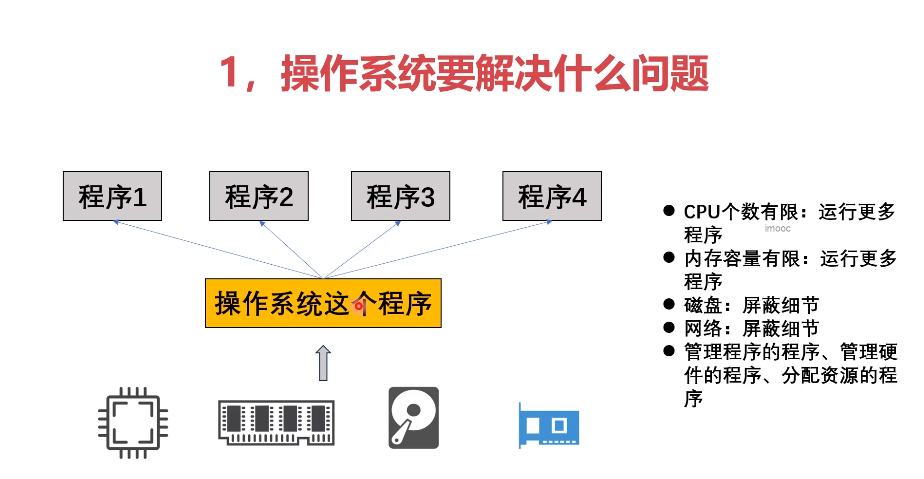 1，操作系统要解决什么问题
程序1
程序2
程序3
程序4
操作系统这个程序
CPU个数有限：运行更多
程序
imooc
内存容量有限：运行更多
程序
磁盘：屏蔽细节
网络：屏蔽细节
管理程序的程序、管理硬
件的程序、分配资源的程
序